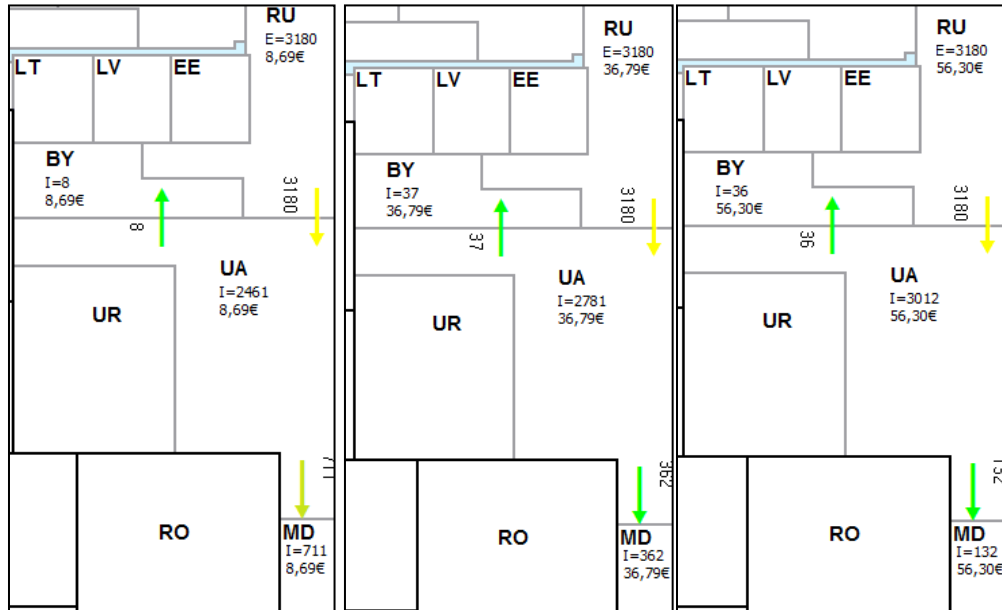 RU
E=3180
8,69€
LT LV EE
BY
I=8
8,69€
3180
8
UA
I=2461
8,69€
UR
711
RO
MD
I=711
8,69€
RU
E=3180
36,79€
LT LV EE
BY
I=37
36,79€
3180
37
UA
I=2781
36,79€
UR
362
RO
MD
I=362
36,79€
RU
E=3180
56,30€
LT LV EE
BY
I=36
56,30€
3180
36
UA
I=3012
56,30€
UR
132
RO
MD
I=132
56,30€